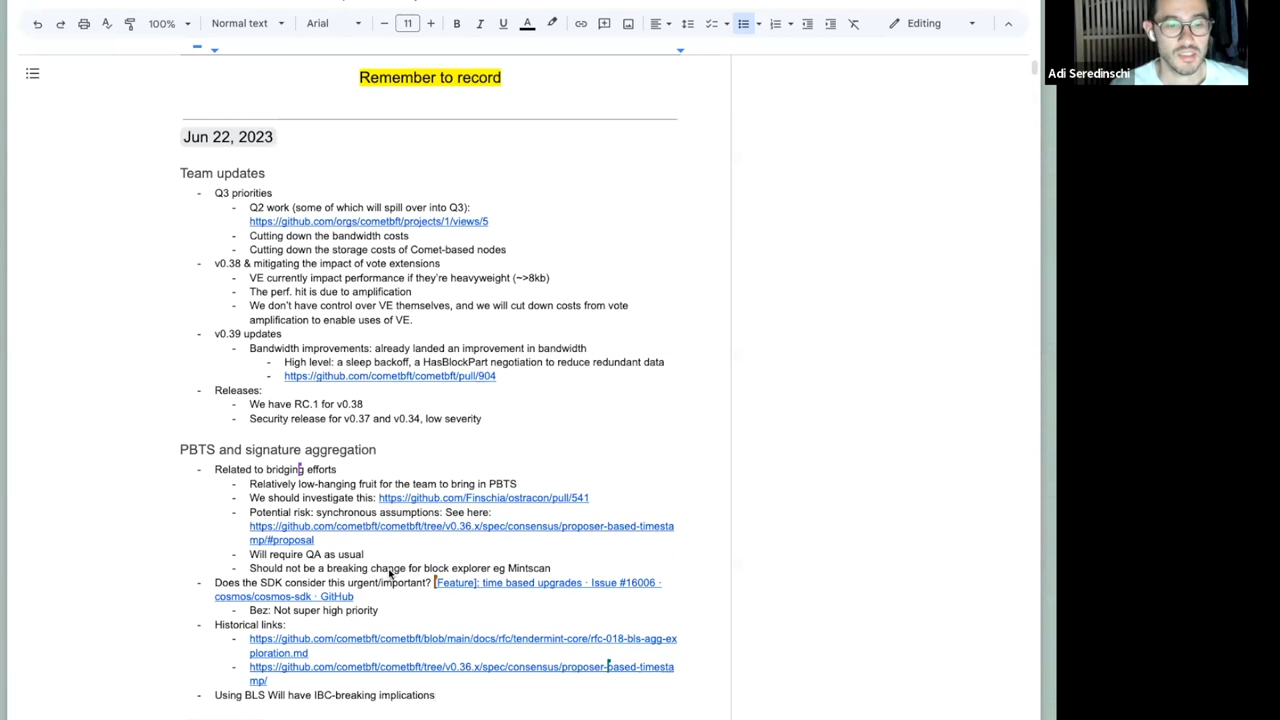 100%
Normal text
Arial
11
B
I
U
A
Editing
Adi Seredinschi
Remember to record
Jun 22, 2023
Team updates
- Q3 priorities
- Q2 work (some of which will spill over into Q3):
https://github.com/orgs/cometbft/projects/1/views/5
- Cutting down the bandwidth costs
- Cutting down the storage costs of Comet-based nodes
- v0.38 & mitigating the impact of vote extensions
- VE currently impact performance if they're heavyweight (~>8kb)
- The perf. hit is due to amplification
- We don't have control over VE themselves, and we will cut down costs from vote
amplification to enable uses of VE.
- v0.39 updates
- Bandwidth improvements: already landed an improvement in bandwidth
- High level: a sleep backoff, a HasBlockPart negotiation to reduce redundant data
- https://github.com/cometbft/cometbft/pull/904
- Releases:
- We have RC.1 for v0.38
- Security release for v0.37 and v0.34, low severity
PBTS and signature aggregation
- Related to bridging efforts
- Relatively low-hanging fruit for the team to bring in PBTS
- We should investigate this: https://github.com/Finschia/ostracon/pull/541
- Potential risk: synchronous assumptions: See here:
https://github.com/cometbft/cometbft/tree/v0.36.x/spec/consensus/proposer-based-timesta
mp/#proposal
- Will require QA as usual
- Should not be a breaking change for block explorer eg Mintscan
- Does the SDK consider this urgent/important? [Feature]: time based upgrades · Issue #16006 ·
cosmos/cosmos-sdk · GitHub
- Bez: Not super high priority
- Historical links:
- https://github.com/cometbft/cometbft/blob/main/docs/rfc/tendermint-core/rfc-018-bls-agg-ex
ploration.md
- https://github.com/cometbft/cometbft/tree/v0.36.x/spec/consensus/proposer-based-timesta
mp/
- Using BLS Will have IBC-breaking implications